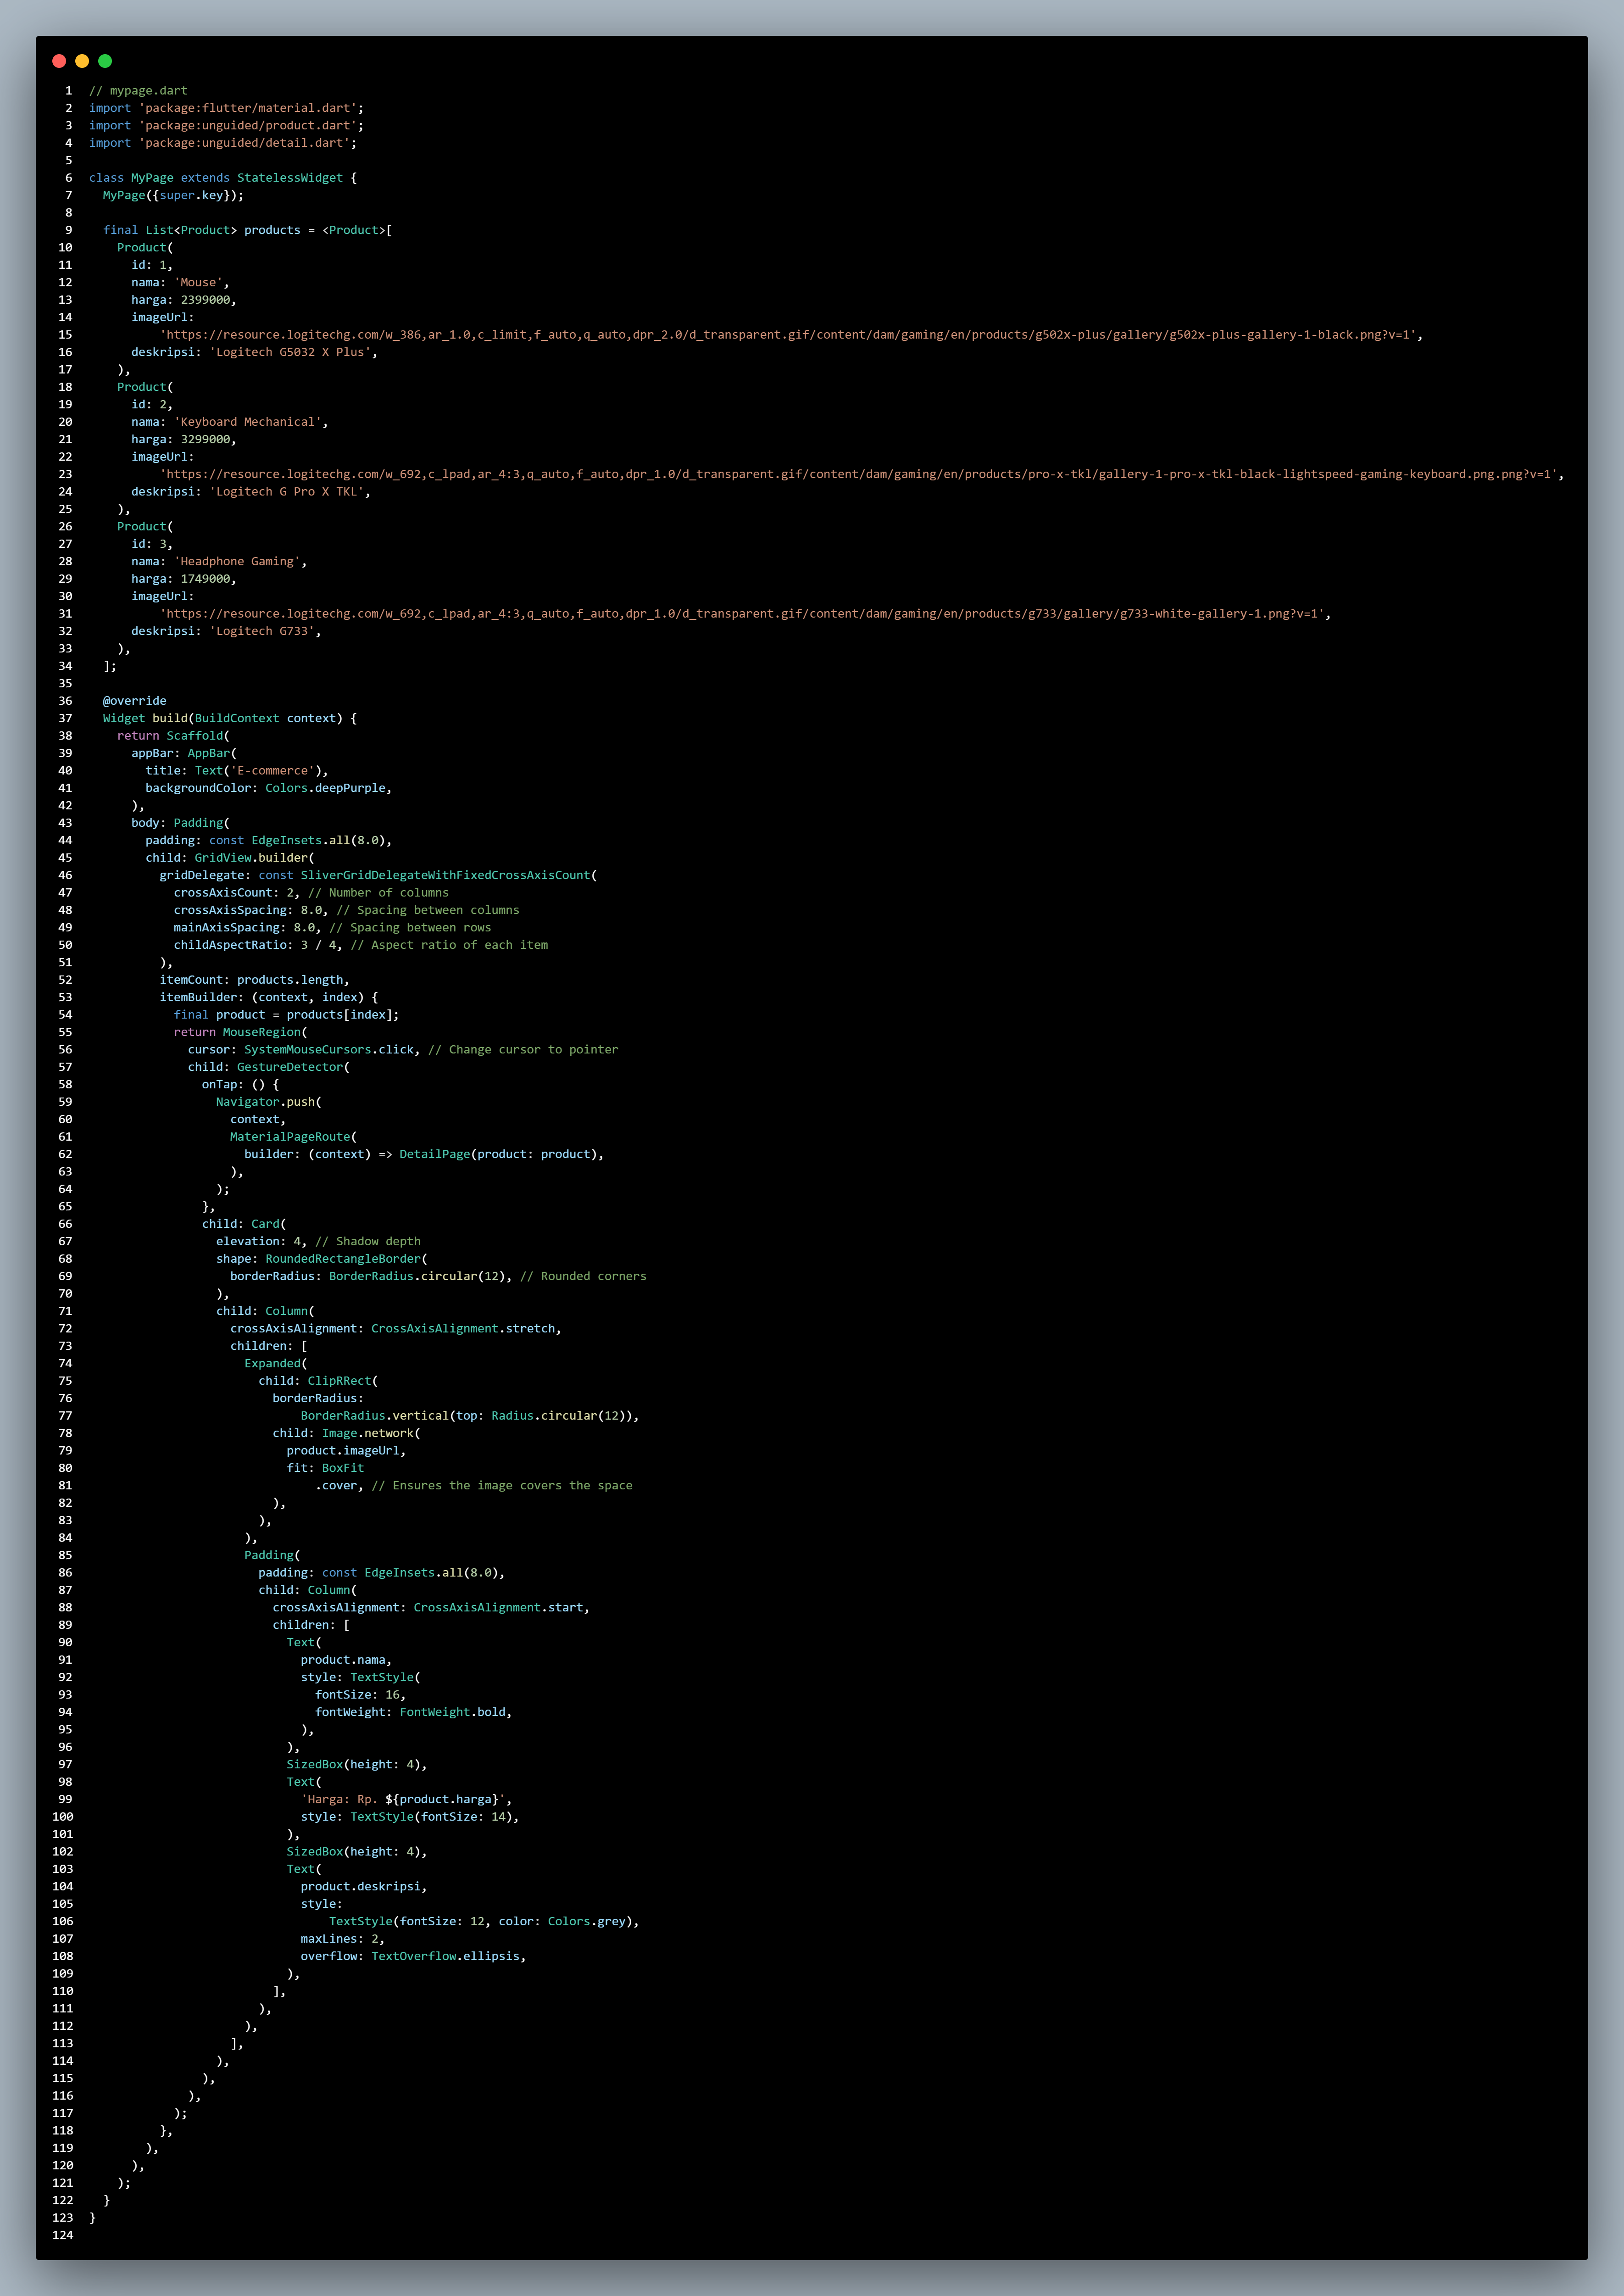 1 // mypage.dart
2 import 'package:flutter/material.dart';
3 import 'package:unguided/product.dart';
4 import 'package:unguided/detail.dart';
5
6 class MyPage extends StatelessWidget {
7   MyPage({super.key});
8
9   final List<Product> products = <Product>[
10     Product(
11       id: 1,
12       nama: 'Mouse',
13       harga: 2399000,
14       imageUrl:
15           'https://resource.logitechg.com/w_386,ar_1.0,c_limit,f_auto,q_auto,dpr_2.0/d_transparent.gif/content/dam/gaming/en/products/g502x-plus/gallery/g502x-plus-gallery-1-black.png?v=1',
16       deskripsi: 'Logitech G5032 X Plus',
17     ),
18     Product(
19       id: 2,
20       nama: 'Keyboard Mechanical',
21       harga: 3299000,
22       imageUrl:
23           'https://resource.logitechg.com/w_692,c_lpad,ar_4:3,q_auto,f_auto,dpr_1.0/d_transparent.gif/content/dam/gaming/en/products/pro-x-tkl/gallery-1-pro-x-tkl-black-lightspeed-gaming-keyboard.png.png?v=1',
24       deskripsi: 'Logitech G Pro X TKL',
25     ),
26     Product(
27       id: 3,
28       nama: 'Headphone Gaming',
29       harga: 1749000,
30       imageUrl:
31           'https://resource.logitechg.com/w_692,c_lpad,ar_4:3,q_auto,f_auto,dpr_1.0/d_transparent.gif/content/dam/gaming/en/products/g733/gallery/g733-white-gallery-1.png?v=1',
32       deskripsi: 'Logitech G733',
33     ),
34   ];
35
36   @override
37   Widget build(BuildContext context) {
38     return Scaffold(
39       appBar: AppBar(
40         title: Text('E-commerce'),
41         backgroundColor: Colors.deepPurple,
42       ),
43       body: Padding(
44         padding: const EdgeInsets.all(8.0),
45         child: GridView.builder(
46           gridDelegate: const SliverGridDelegateWithFixedCrossAxisCount(
47             crossAxisCount: 2, // Number of columns
48             crossAxisSpacing: 8.0, // Spacing between columns
49             mainAxisSpacing: 8.0, // Spacing between rows
50             childAspectRatio: 3 / 4, // Aspect ratio of each item
51           ),
52           itemCount: products.length,
53           itemBuilder: (context, index) {
54             final product = products[index];
55             return MouseRegion(
56               cursor: SystemMouseCursors.click, // Change cursor to pointer
57               child: GestureDetector(
58                 onTap: () {
59                   Navigator.push(
60                     context,
61                     MaterialPageRoute(
62                       builder: (context) => DetailPage(product: product),
63                     ),
64                   );
65                 },
66                 child: Card(
67                   elevation: 4, // Shadow depth
68                   shape: RoundedRectangleBorder(
69                     borderRadius: BorderRadius.circular(12), // Rounded corners
70                   ),
71                   child: Column(
72                     crossAxisAlignment: CrossAxisAlignment.stretch,
73                     children: [
74                       Expanded(
75                         child: ClipRRect(
76                           borderRadius:
77                               BorderRadius.vertical(top: Radius.circular(12)),
78                           child: Image.network(
79                             product.imageUrl,
80                             fit: BoxFit
81                                 .cover, // Ensures the image covers the space
82                           ),
83                         ),
84                       ),
85                       Padding(
86                         padding: const EdgeInsets.all(8.0),
87                         child: Column(
88                           crossAxisAlignment: CrossAxisAlignment.start,
89                           children: [
90                             Text(
91                               product.nama,
92                               style: TextStyle(
93                                 fontSize: 16,
94                                 fontWeight: FontWeight.bold,
95                               ),
96                             ),
97                             SizedBox(height: 4),
98                             Text(
99                               'Harga: Rp. ${product.harga}',
100                               style: TextStyle(fontSize: 14),
101                             ),
102                             SizedBox(height: 4),
103                             Text(
104                               product.deskripsi,
105                               style:
106                                   TextStyle(fontSize: 12, color: Colors.grey),
107                               maxLines: 2,
108                               overflow: TextOverflow.ellipsis,
109                             ),
110                           ],
111                         ),
112                       ),
113                     ],
114                   ),
115                 ),
116               ),
117             );
118           },
119         ),
120       ),
121     );
122   }
123 }
124